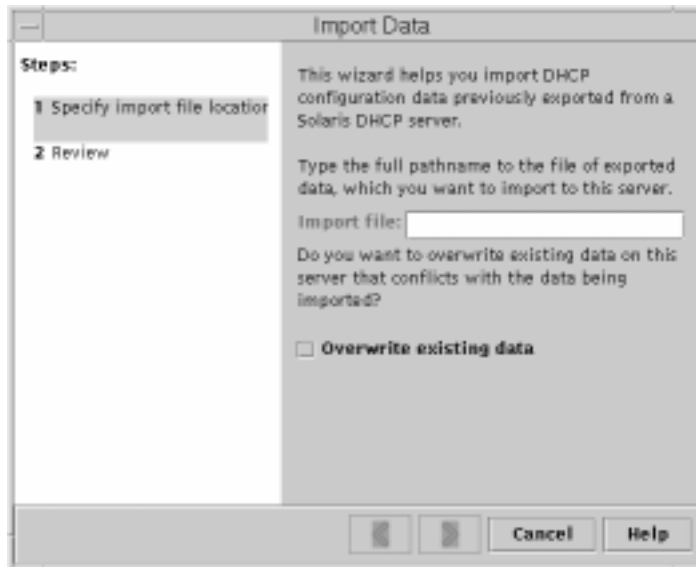 Import Data
Steps:
1 Specify import file location
2 Review
This wizard helps you import DHCP
configuration data previously exported from a
Solaris DHCP server.
Type the full pathname to the file of exported
data, which you want to import to this server.
Import file:
Do you want to overwrite existing data on this
server that conflicts with the data being
imported?
Overwrite existing data
Cancel
Help